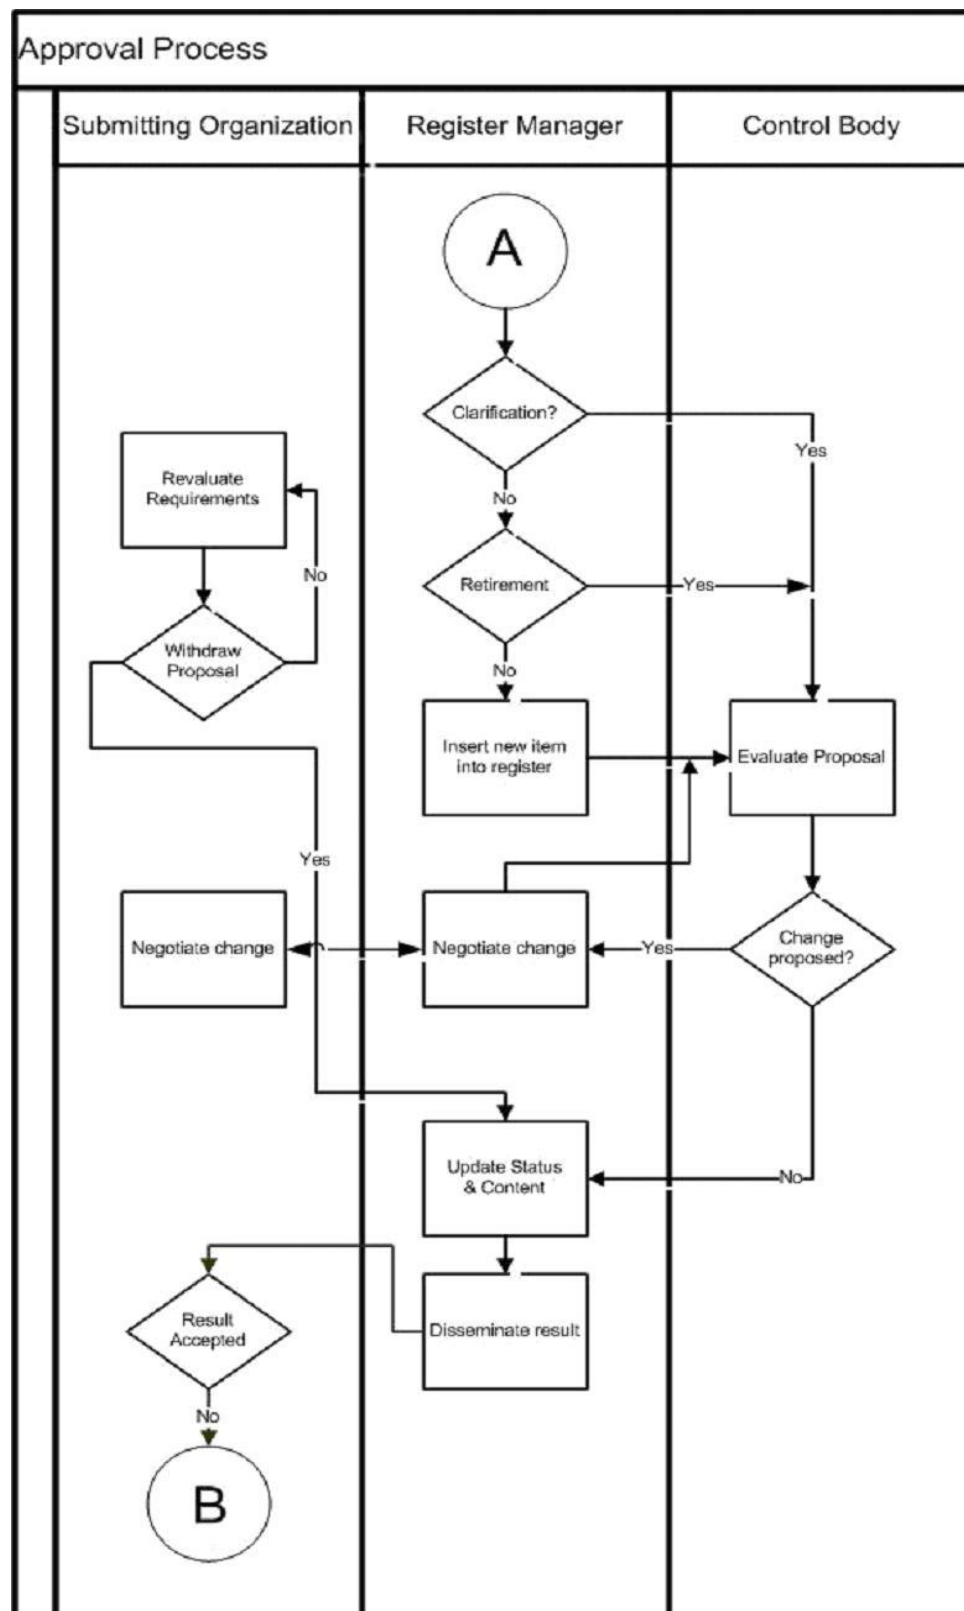 Approval Process
Submitting Organization
Register Manager
Control Body
A
Clarification?
Yes
No
Revaluate
Requirements
No
Retirement
Yes
No
Withdraw
Proposal
Insert new item
into register
Evaluate Proposal
Yes
Negotiate change
Negotiate change
Yes
Change
proposed?
Update Status
& Content
No
Result
Accepted
Disseminate result
No
B